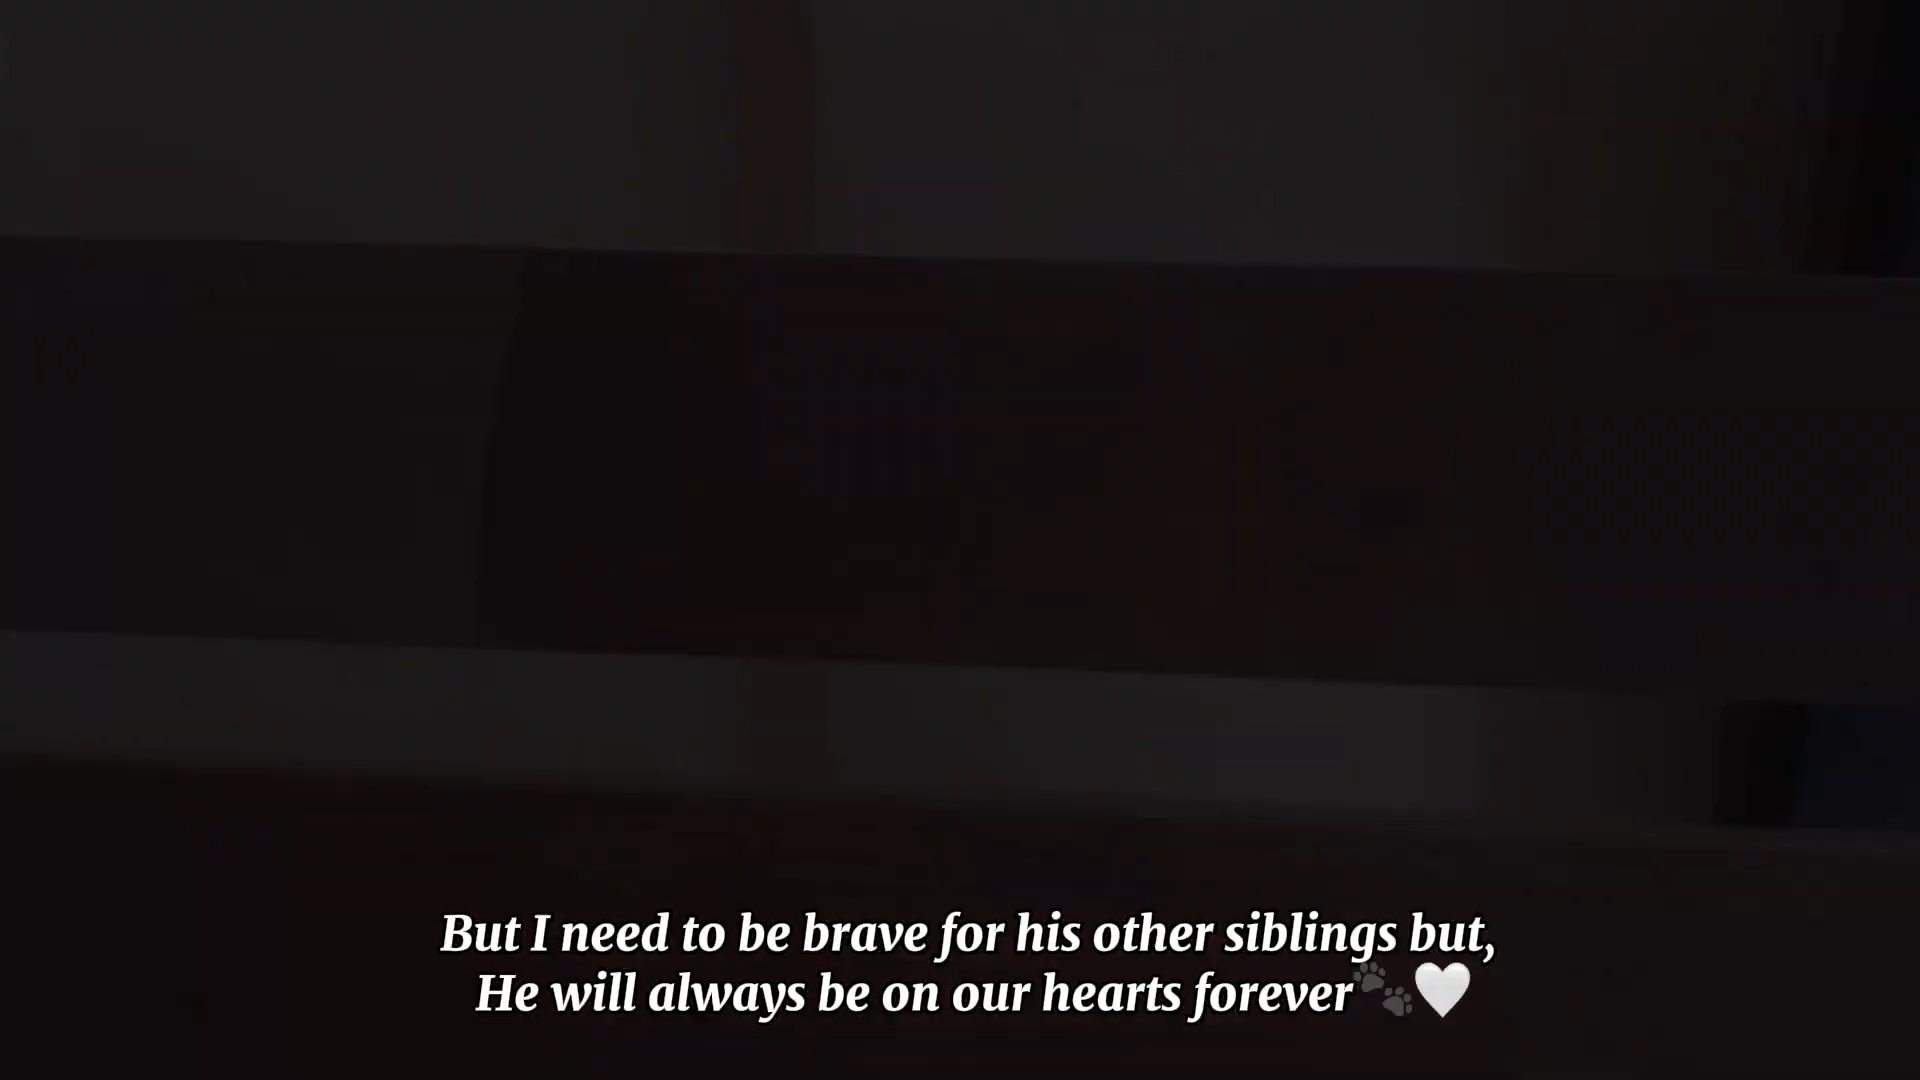 But I need to be brave for his other siblings but,
He will always be on our hearts forever🐾🤍